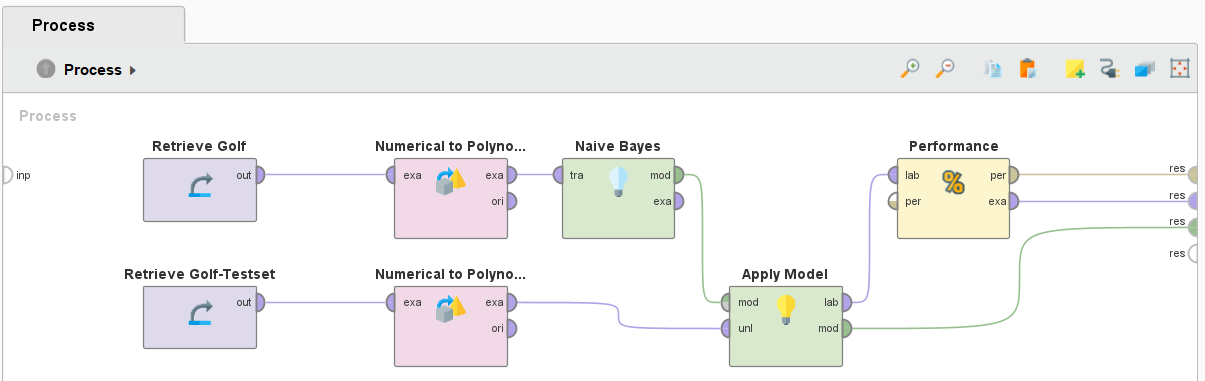 Process
Process
Process
inp
Retrieve Golf
out
Numerical to Polyno...
exa
exa
ori
Naive Bayes
tra
mod
exa
Performance
lab
per
per
exa
res
res
res
res
Retrieve Golf-Testset
out
Numerical to Polyno...
exa
exa
ori
Apply Model
mod
lab
unl
mod